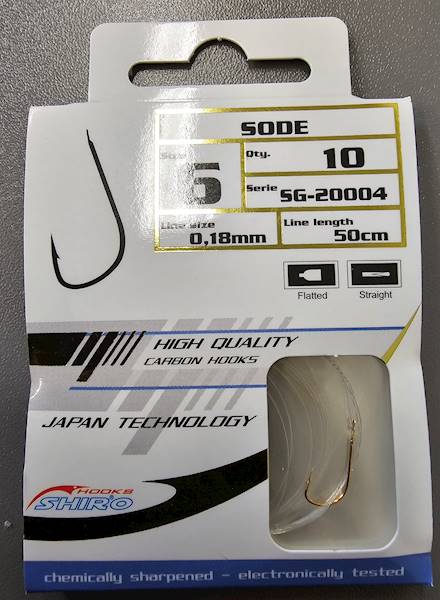 SODE
Size
5
Qty.
10
Serie
SG-20004
Line size
0,18mm
Line length
50cm
Flatted
Straight
HIGH QUALITY
CARBON HOOKS
JAPAN TECHNOLOGY
HOOKS
SHIRO
chemically sharpened – electronically tested